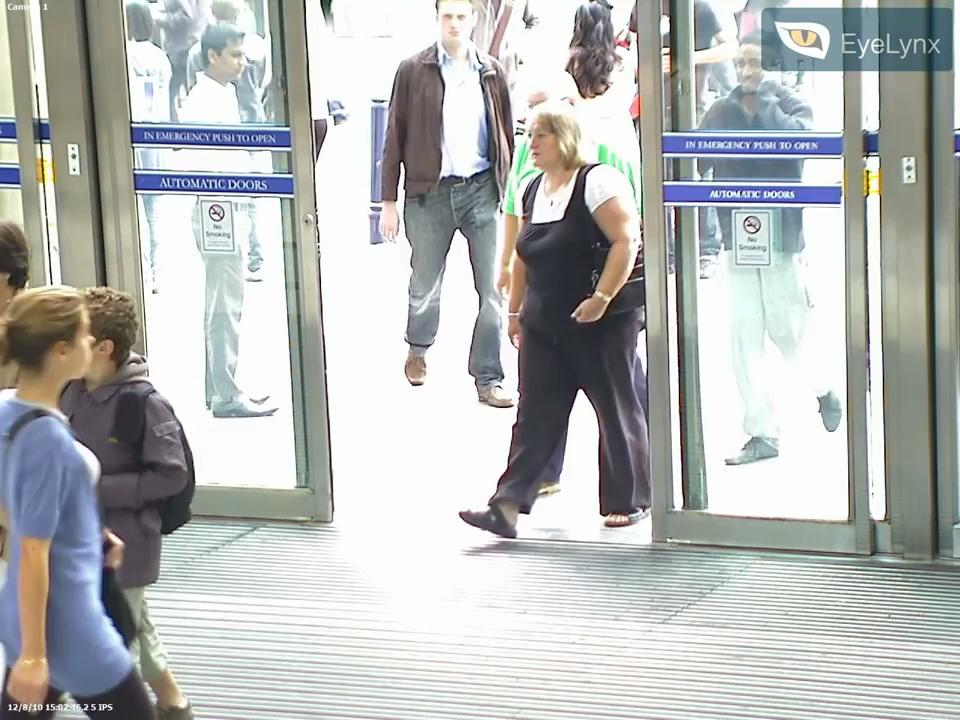 Camera 1
EyeLynx
IN EMERGENCY PUSH TO OPEN
AUTOMATIC DOORS
No
Smoking
IN EMERGENCY PUSH TO OPEN
AUTOMATIC DOORS
No
Smoking
12/8/10 15:02:46.2 5 IPS